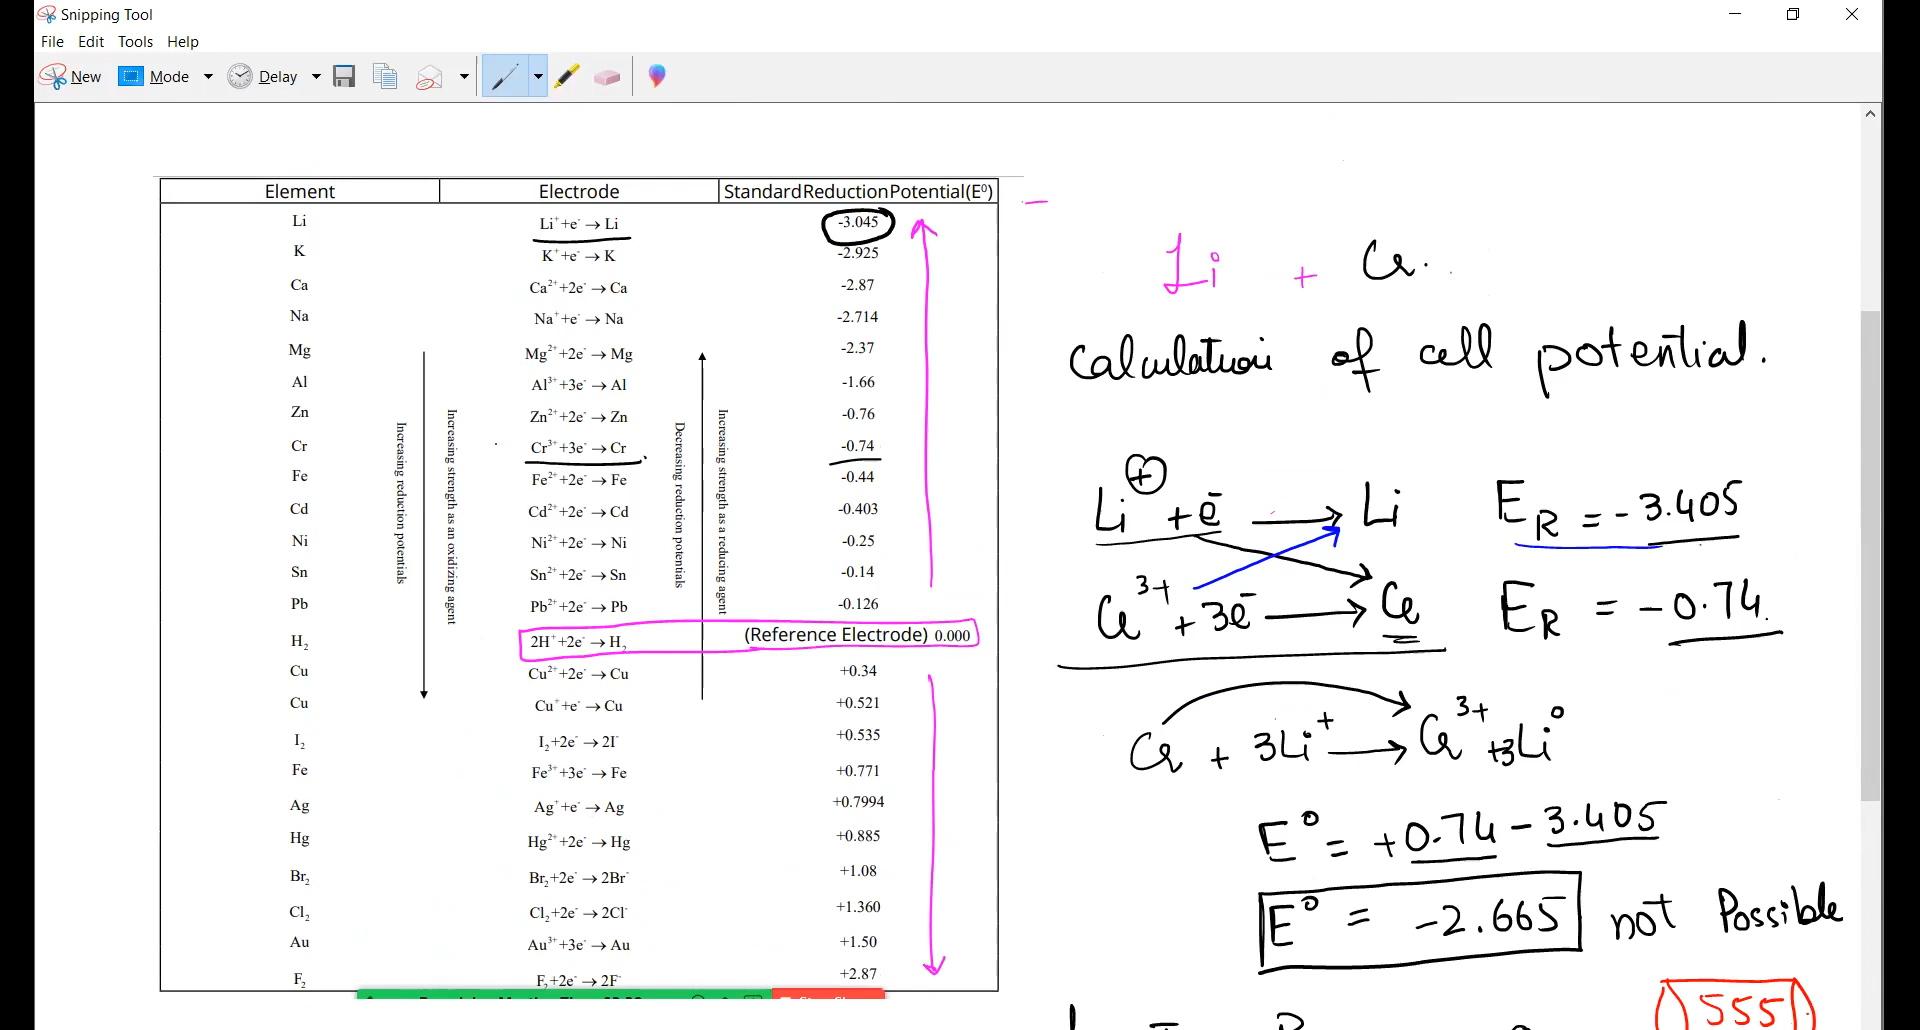 Snipping Tool
File Edit Tools Help
New Mode Delay
Element Electrode Standard Reduction Potential (E⁰)
Li Li⁺+e⁻ → Li -3.045
K K⁺+e⁻ → K -2.925
Ca Ca²⁺+2e⁻ → Ca -2.87
Na Na⁺+e⁻ → Na -2.714
Mg Mg²⁺+2e⁻ → Mg -2.37
Al Al³⁺+3e⁻ → Al -1.66
Zn Zn²⁺+2e⁻ → Zn -0.76
Cr Cr³⁺+3e⁻ → Cr -0.74
Fe Fe²⁺+2e⁻ → Fe -0.44
Cd Cd²⁺+2e⁻ → Cd -0.403
Ni Ni²⁺+2e⁻ → Ni -0.25
Sn Sn²⁺+2e⁻ → Sn -0.14
Pb Pb²⁺+2e⁻ → Pb -0.126
H₂ 2H⁺+2e⁻ → H₂ (Reference Electrode) 0.000
Cu Cu²⁺+2e⁻ → Cu +0.34
Cu Cu⁺+e⁻ → Cu +0.521
I₂ I₂+2e⁻ → 2I⁻ +0.535
Fe Fe³⁺+3e⁻ → Fe +0.771
Ag Ag⁺+e⁻ → Ag +0.7994
Hg Hg²⁺+2e⁻ → Hg +0.885
Br₂ Br₂+2e⁻ → 2Br⁻ +1.08
Cl₂ Cl₂+2e⁻ → 2Cl⁻ +1.360
Au Au³⁺+3e⁻ → Au +1.50
F₂ F₂+2e⁻ → 2F⁻ +2.87
Increasing reduction potentials
Increasing strength as an oxidizing agent
Decreasing reduction potentials
Increasing strength as a reducing agent
Li + Cr.
Calculation of cell potential.
Li⁺ + e⁻ → Li E_R = -3.405
Cr³⁺ + 3e⁻ → Cr E_R = -0.74.
Cr + 3Li⁺ → Cr³⁺ + 3Li⁰
E⁰ = +0.74 - 3.405
E⁰ = -2.665 not Possible
555